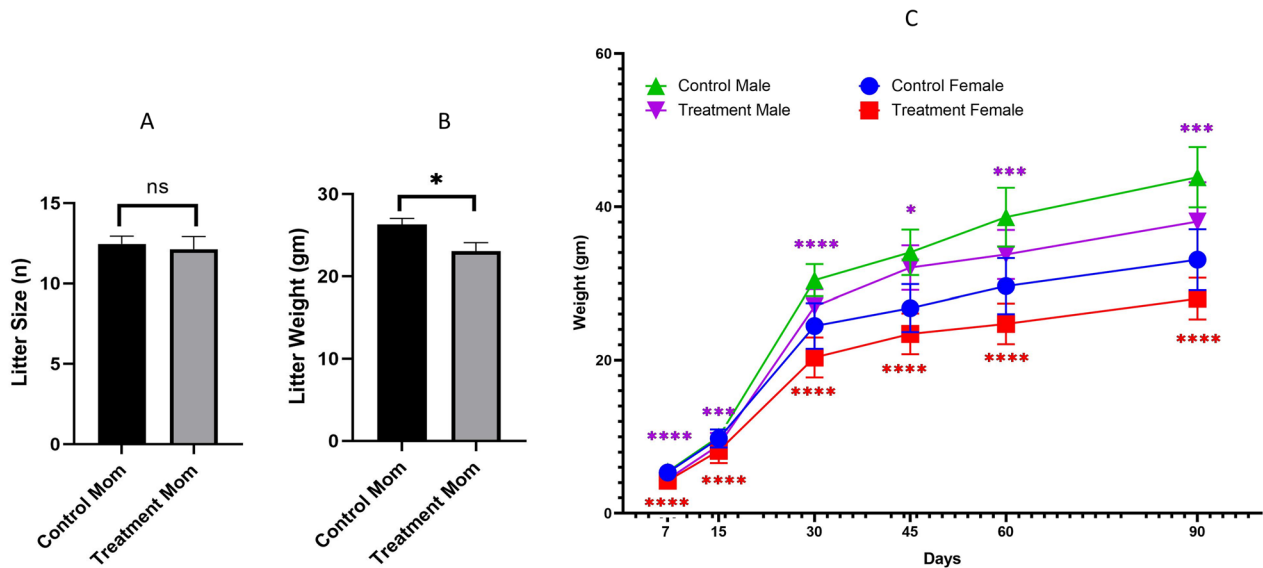 A
ns
Litter Size (n)
15
10
5
0
Control Mom
Treatment Mom
B
*
Litter Weight (gm)
30
20
10
0
Control Mom
Treatment Mom
C
Control Male
Control Female
Treatment Male
Treatment Female
Weight (gm)
60
40
20
0
****
***
****
*
***
***
****
****
****
****
****
****
7
15
30
45
60
90
Days